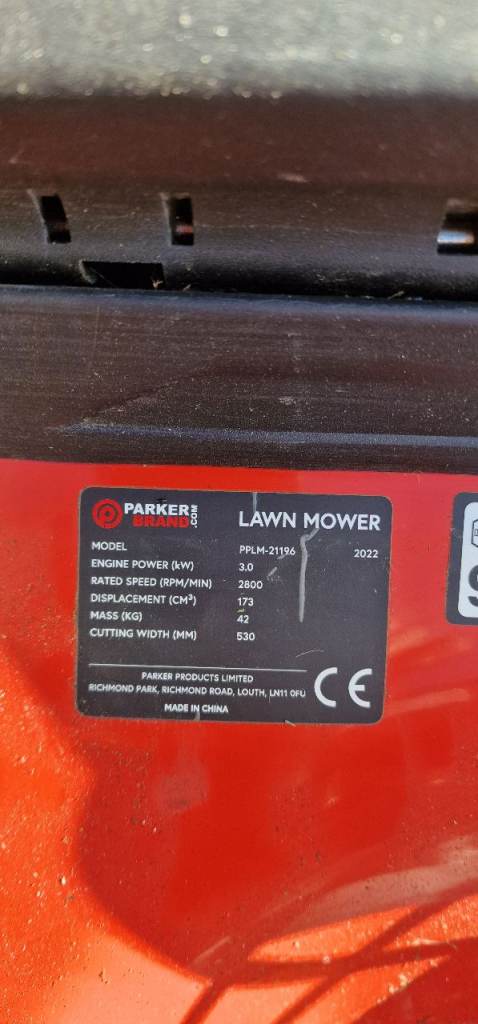 PARKER
BRAND
.COM
LAWN MOWER
MODEL PPLM-21196 2022
ENGINE POWER (kW) 3.0
RATED SPEED (RPM/MIN) 2800
DISPLACEMENT (CM³) 173
MASS (KG) 42
CUTTING WIDTH (MM) 530
PARKER PRODUCTS LIMITED
RICHMOND PARK, RICHMOND ROAD, LOUTH, LN11 0FU
MADE IN CHINA
CE